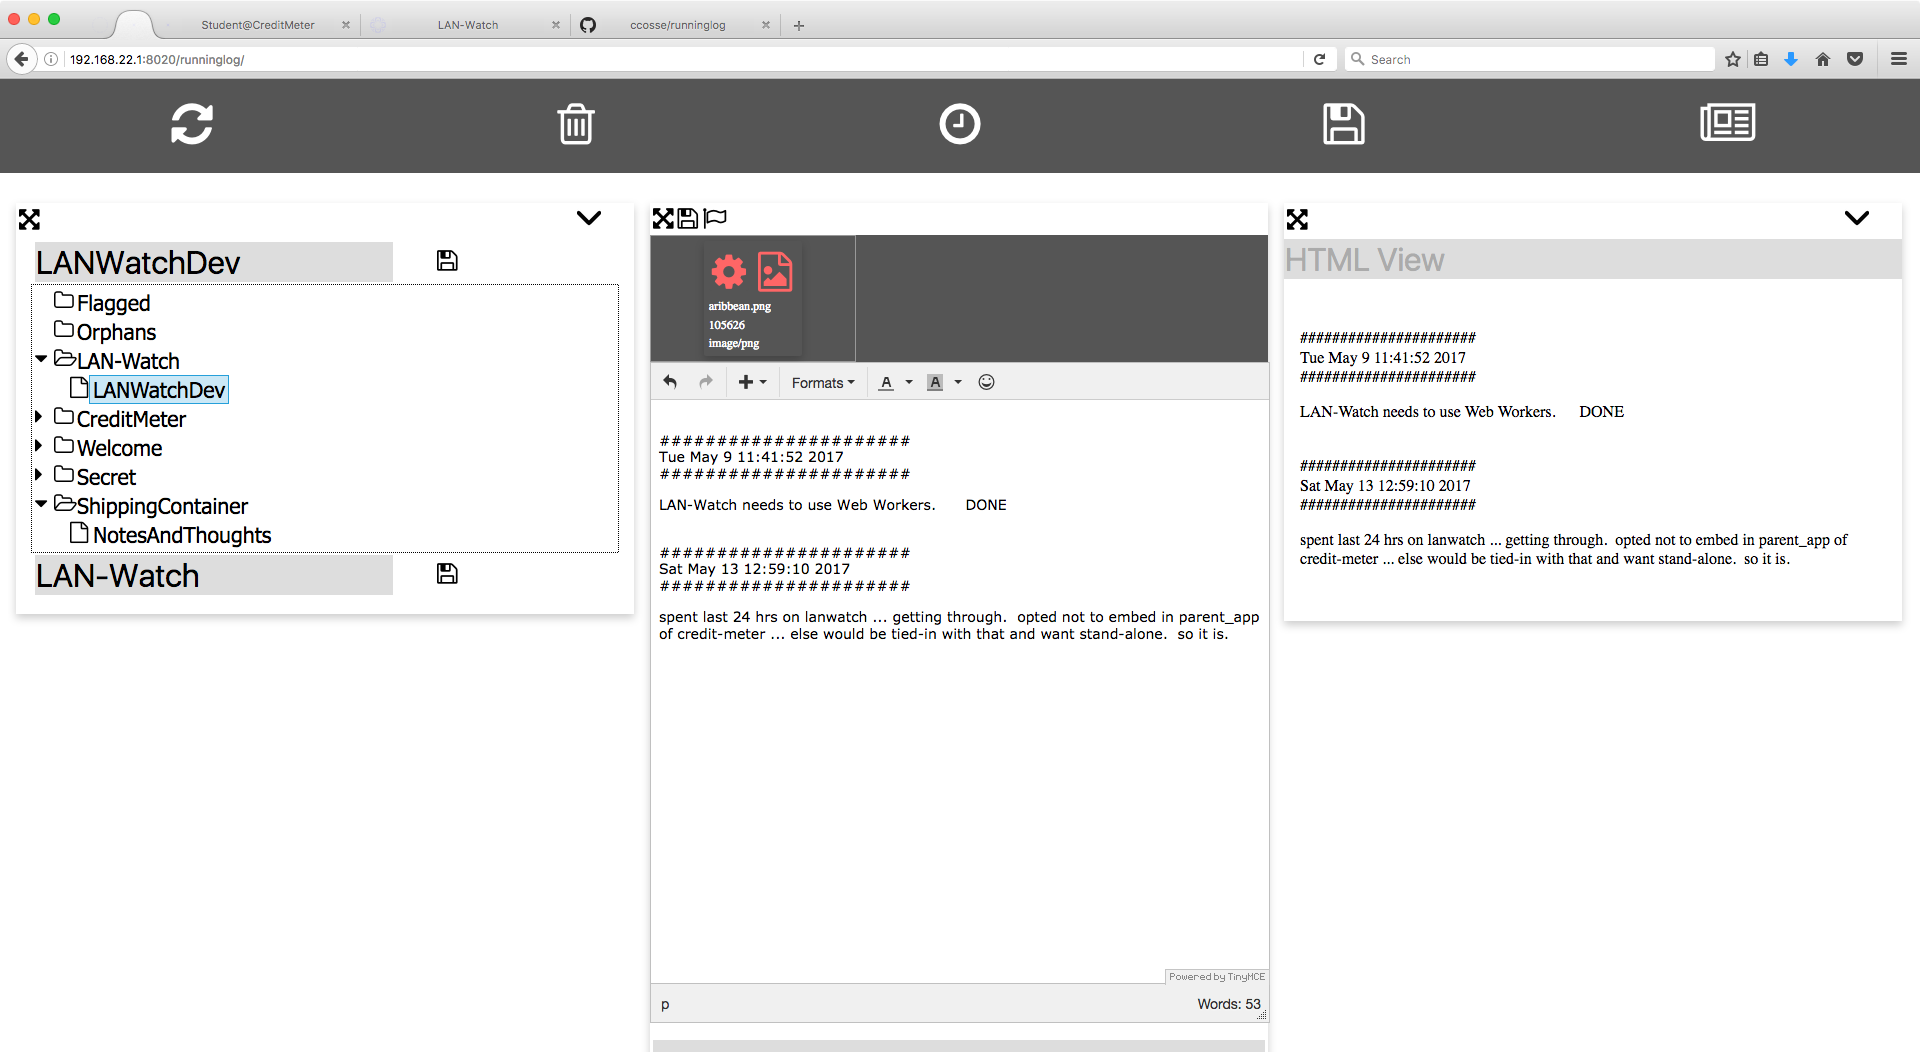 Student@CreditMeter
LAN-Watch
ccosse/runninglog
192.168.22.1:8020/runninglog/
Search
LANWatchDev
Flagged
Orphans
LAN-Watch
LANWatchDev
CreditMeter
Welcome
Secret
ShippingContainer
NotesAndThoughts
LAN-Watch
aribbean.png
105626
image/png
Formats
A
A
######################
Tue May 9 11:41:52 2017
######################
LAN-Watch needs to use Web Workers. DONE
######################
Sat May 13 12:59:10 2017
######################
spent last 24 hrs on lanwatch ... getting through. opted not to embed in parent_app
of credit-meter ... else would be tied-in with that and want stand-alone. so it is.
Powered by TinyMCE
p
Words: 53
HTML View
######################
Tue May 9 11:41:52 2017
######################
LAN-Watch needs to use Web Workers. DONE
######################
Sat May 13 12:59:10 2017
######################
spent last 24 hrs on lanwatch ... getting through. opted not to embed in parent_app of
credit-meter ... else would be tied-in with that and want stand-alone. so it is.